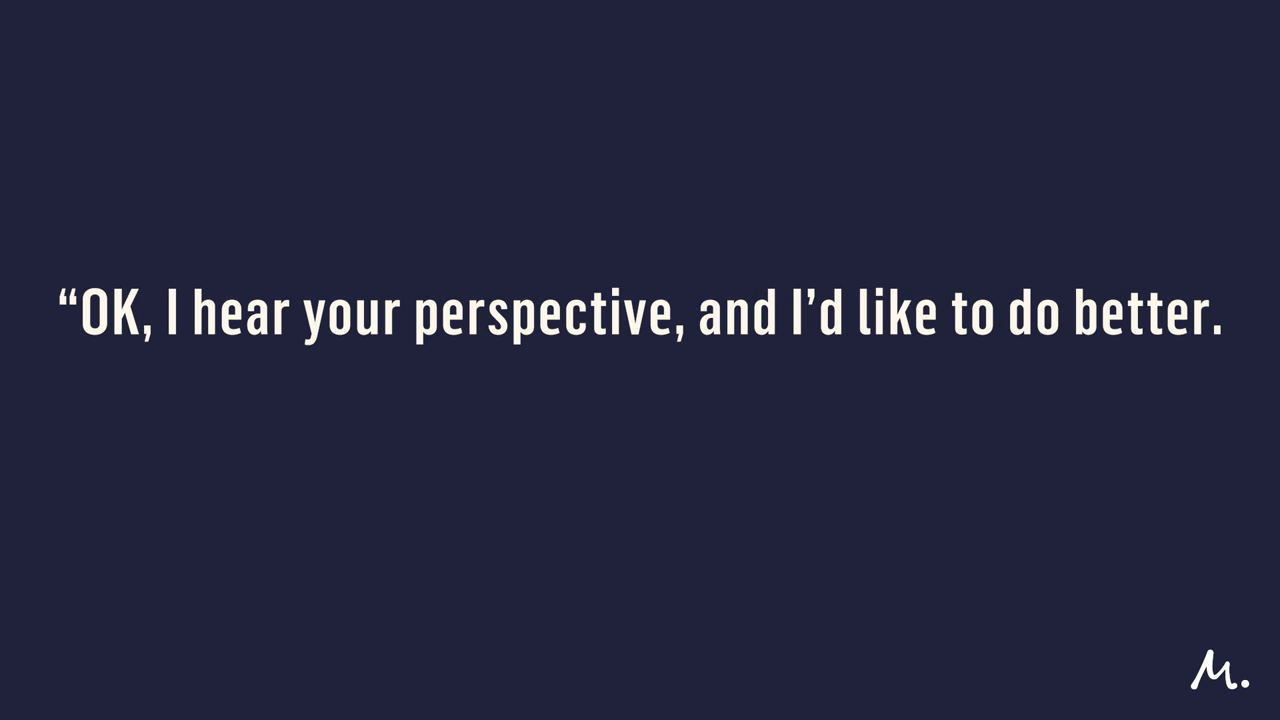 “OK, I hear your perspective, and I’d like to do better.
M.